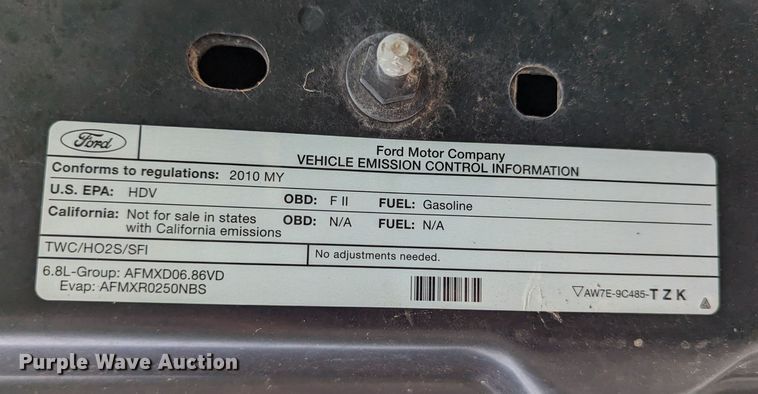 Ford
Ford Motor Company
VEHICLE EMISSION CONTROL INFORMATION
Conforms to regulations: 2010 MY
U.S. EPA: HDV OBD: F II FUEL: Gasoline
California: Not for sale in states with California emissions OBD: N/A FUEL: N/A
TWC/HO2S/SFI No adjustments needed.
6.8L-Group: AFMXD06.86VD
Evap: AFMXR0250NBS
AW7E-9C485-TZK
Purple Wave Auction